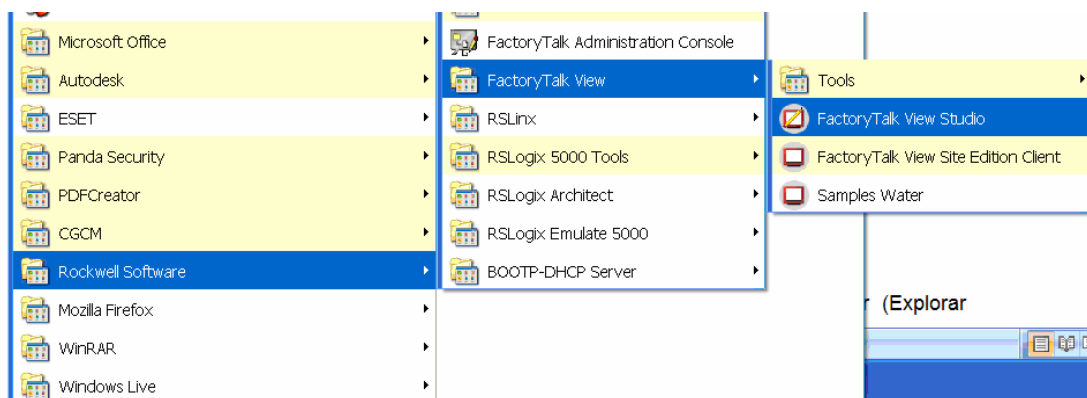 Microsoft Office
Autodesk
ESET
Panda Security
PDFCreator
CGCM
Rockwell Software
Mozilla Firefox
WinRAR
Windows Live
FactoryTalk Administration Console
FactoryTalk View
RSLinx
RSLogix 5000 Tools
RSLogix Architect
RSLogix Emulate 5000
BOOTP-DHCP Server
Tools
FactoryTalk View Studio
FactoryTalk View Site Edition Client
Samples Water
(Explorar